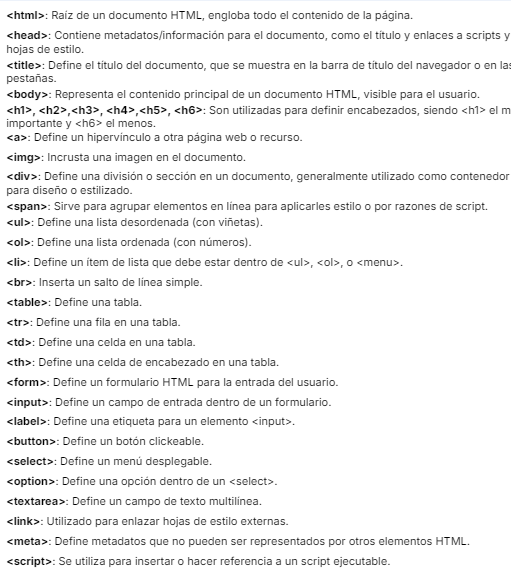 <html>: Raíz de un documento HTML, engloba todo el contenido de la página.
<head>: Contiene metadatos/información para el documento, como el título y enlaces a scripts y
hojas de estilo.
<title>: Define el título del documento, que se muestra en la barra de título del navegador o en las
pestañas.
<body>: Representa el contenido principal de un documento HTML, visible para el usuario.
<h1>, <h2>,<h3>, <h4>,<h5>, <h6>: Son utilizadas para definir encabezados, siendo <h1> el m
importante y <h6> el menos.
<a>: Define un hipervínculo a otra página web o recurso.
<img>: Incrusta una imagen en el documento.
<div>: Define una división o sección en un documento, generalmente utilizado como contenedor
para diseño o estilizado.
<span>: Sirve para agrupar elementos en línea para aplicarles estilo o por razones de script.
<ul>: Define una lista desordenada (con viñetas).
<ol>: Define una lista ordenada (con números).
<li>: Define un ítem de lista que debe estar dentro de <ul>, <ol>, o <menu>.
<br>: Inserta un salto de línea simple.
<table>: Define una tabla.
<tr>: Define una fila en una tabla.
<td>: Define una celda en una tabla.
<th>: Define una celda de encabezado en una tabla.
<form>: Define un formulario HTML para la entrada del usuario.
<input>: Define un campo de entrada dentro de un formulario.
<label>: Define una etiqueta para un elemento <input>.
<button>: Define un botón clickeable.
<select>: Define un menú desplegable.
<option>: Define una opción dentro de un <select>.
<textarea>: Define un campo de texto multilínea.
<link>: Utilizado para enlazar hojas de estilo externas.
<meta>: Define metadatos que no pueden ser representados por otros elementos HTML.
<script>: Se utiliza para insertar o hacer referencia a un script ejecutable.